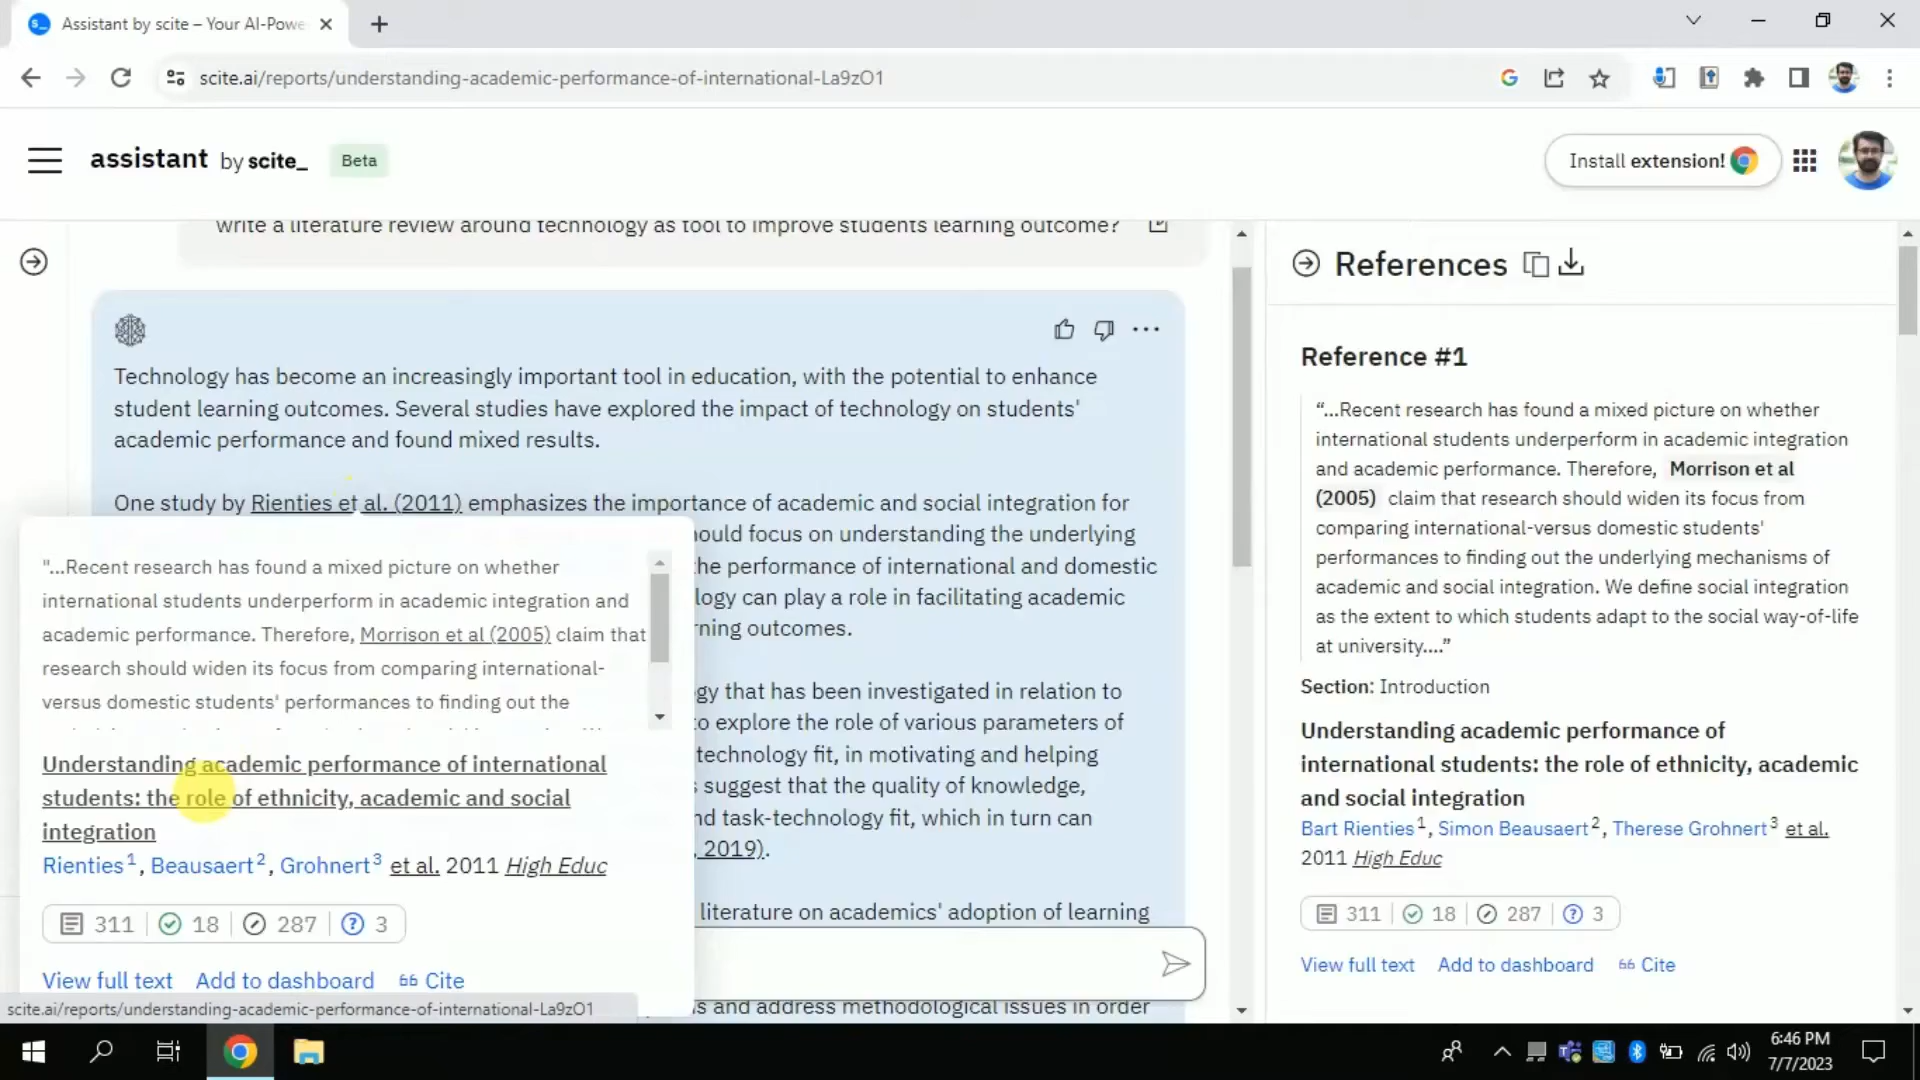 Assistant by scite – Your AI-Powe
scite.ai/reports/understanding-academic-performance-of-international-La9zO1
assistant by scite_ Beta
Install extension!
write a literature review around technology as tool to improve students learning outcome?
Technology has become an increasingly important tool in education, with the potential to enhance
student learning outcomes. Several studies have explored the impact of technology on students'
academic performance and found mixed results.
One study by Rienties et al. (2011) emphasizes the importance of academic and social integration for
ould focus on understanding the underlying
he performance of international and domestic
logy can play a role in facilitating academic
rning outcomes.
gy that has been investigated in relation to
to explore the role of various parameters of
technology fit, in motivating and helping
suggest that the quality of knowledge,
nd task-technology fit, which in turn can
, 2019).
literature on academics' adoption of learning
s and address methodological issues in order
"...Recent research has found a mixed picture on whether
international students underperform in academic integration and
academic performance. Therefore, Morrison et al (2005) claim that
research should widen its focus from comparing international-
versus domestic students' performances to finding out the
Understanding academic performance of international
students: the role of ethnicity, academic and social
integration
Rienties1, Beausaert2, Grohnert3 et al. 2011 High Educ
311 18 287 ? 3
View full text Add to dashboard Cite
scite.ai/reports/understanding-academic-performance-of-international-La9zO1
References
Reference #1
“...Recent research has found a mixed picture on whether
international students underperform in academic integration
and academic performance. Therefore, Morrison et al
(2005) claim that research should widen its focus from
comparing international-versus domestic students'
performances to finding out the underlying mechanisms of
academic and social integration. We define social integration
as the extent to which students adapt to the social way-of-life
at university....”
Section: Introduction
Understanding academic performance of
international students: the role of ethnicity, academic
and social integration
Bart Rienties1, Simon Beausaert2, Therese Grohnert3 et al.
2011 High Educ
311 18 287 ? 3
View full text Add to dashboard Cite
6:46 PM
7/7/2023